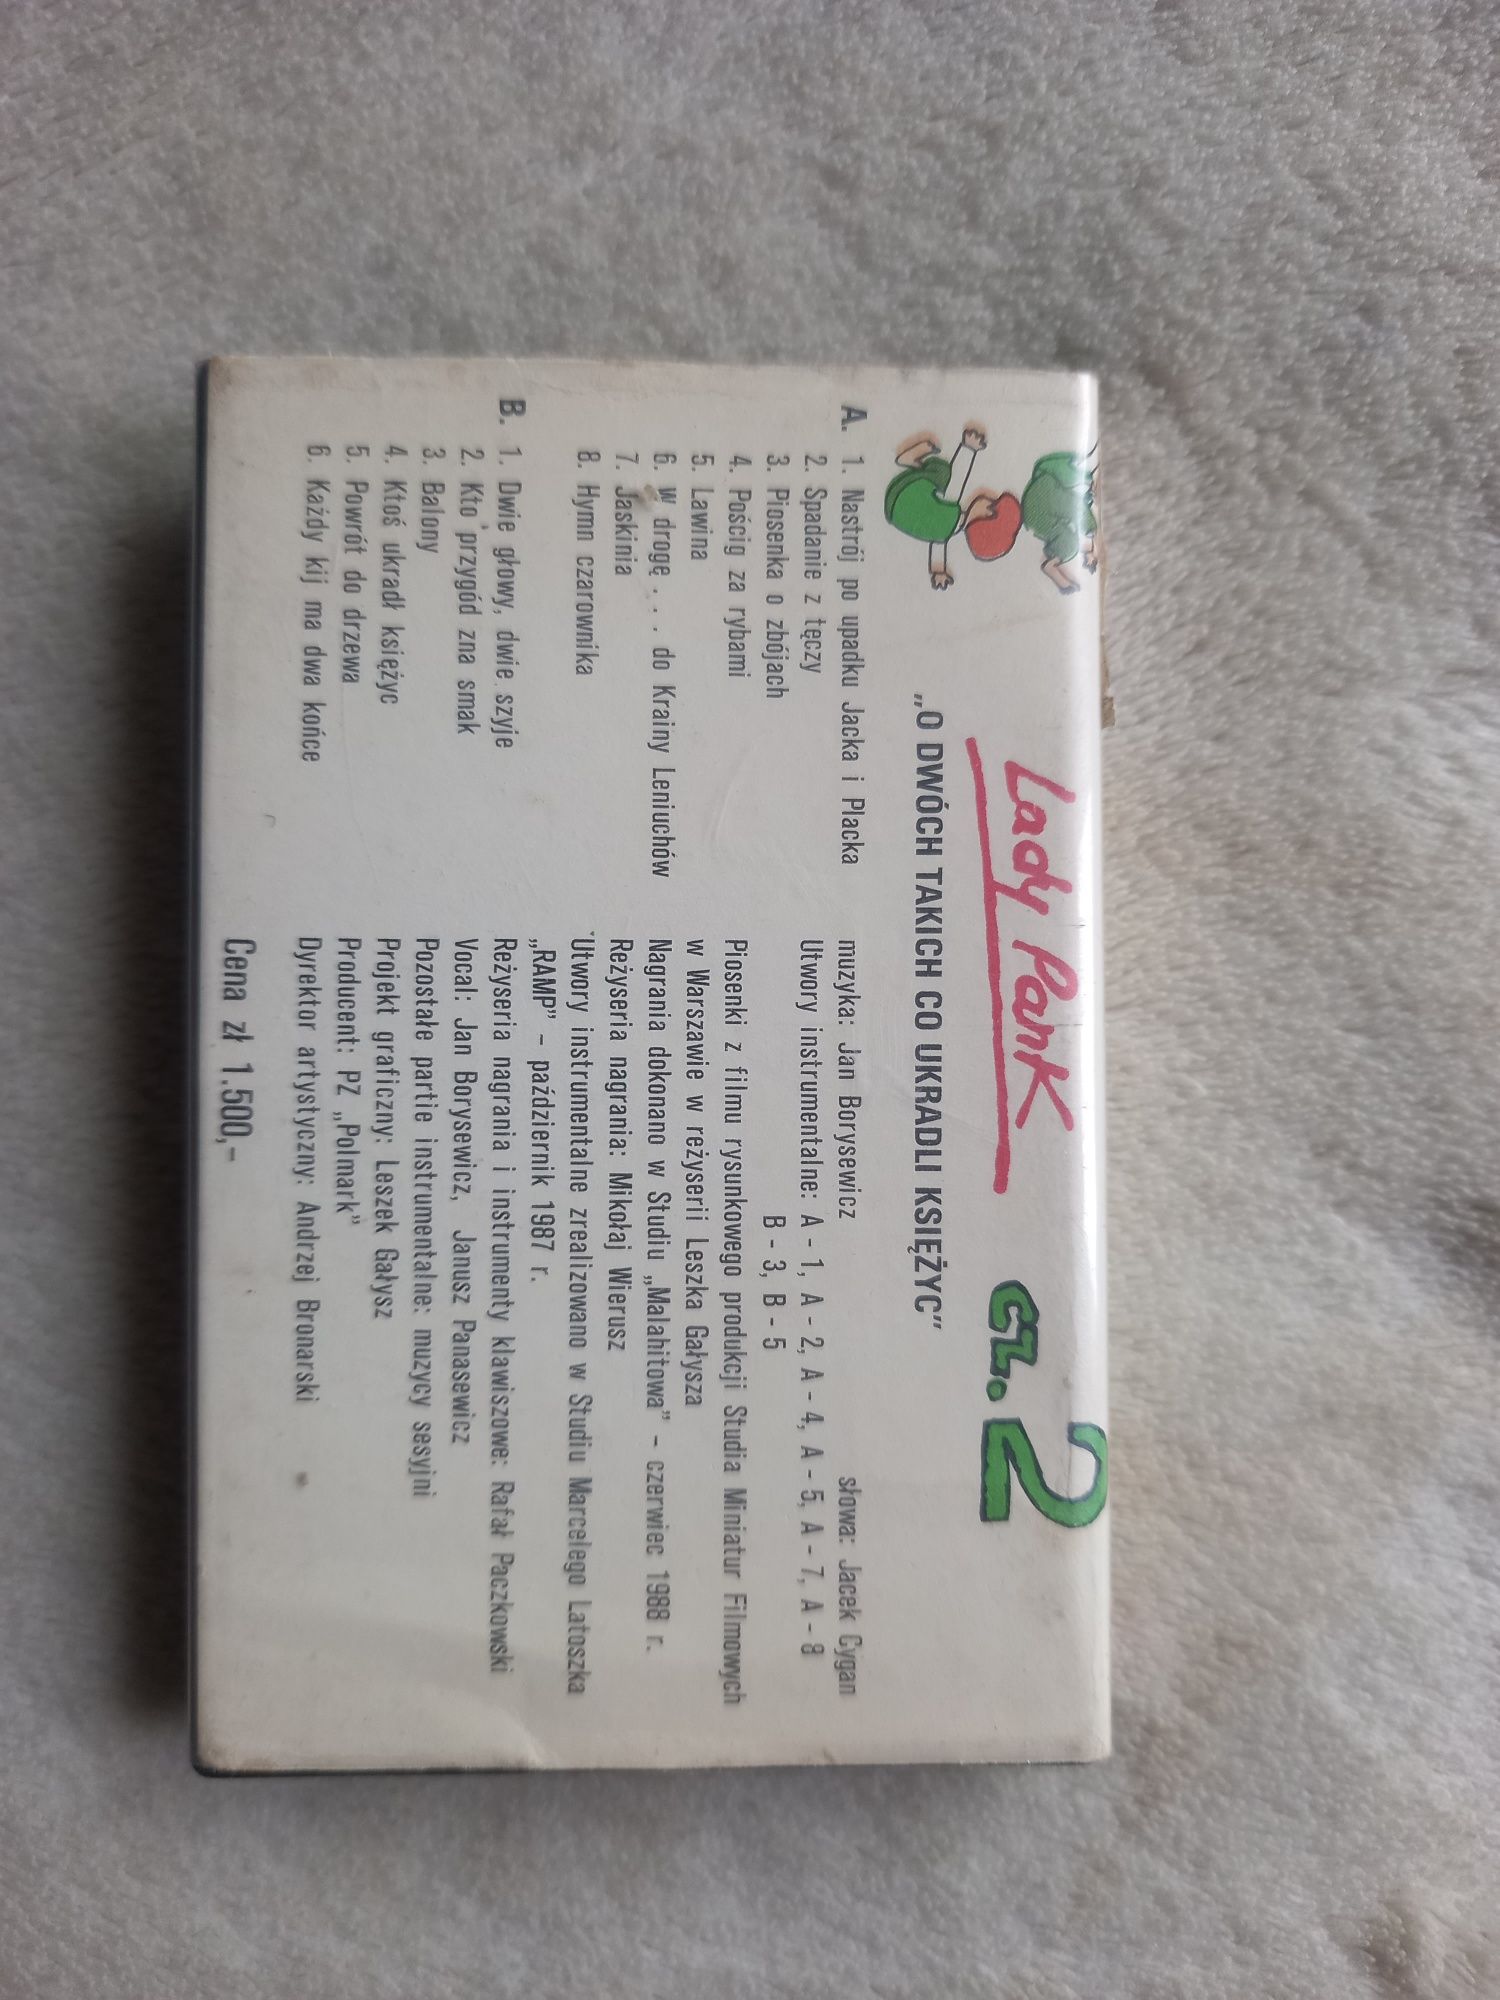 Lady Pank cz. 2
„O DWÓCH TAKICH CO UKRADLI KSIĘŻYC"
A. 1. Nastrój po upadku Jacka i Placka
2. Spadanie z tęczy
3. Piosenka o zbójach
4. Pościg za rybami
5. Lawina
6. w drogę . . . do Krainy Leniuchów
7. Jaskinia
8. Hymn czarownika
B. 1. Dwie głowy, dwie szyje
2. Kto przygód zna smak
3. Balony
4. Ktoś ukradł księżyc
5. Powrót do drzewa
6. Każdy kij ma dwa końce
muzyka: Jan Borysewicz słowa: Jacek Cygan
Utwory instrumentalne: A - 1, A - 2, A - 4, A - 5, A - 7, A - 8
B - 3, B - 5
Piosenki z filmu rysunkowego produkcji Studia Miniatur Filmowych
w Warszawie w reżyserii Leszka Gałysza
Nagrania dokonano w Studiu „Malahitowa” – czerwiec 1988 r.
Reżyseria nagrania: Mikołaj Wierusz
Utwory instrumentalne zrealizowano w Studiu Marcelego Latoszka
„RAMP” – październik 1987 r.
Reżyseria nagrania i instrumenty klawiszowe: Rafał Paczkowski
Vocal: Jan Borysewicz, Janusz Panasewicz
Pozostałe partie instrumentalne: muzycy sesyjni
Projekt graficzny: Leszek Gałysz
Producent: PZ „Polmark”
Dyrektor artystyczny: Andrzej Bronarski
Cena zł 1.500,-